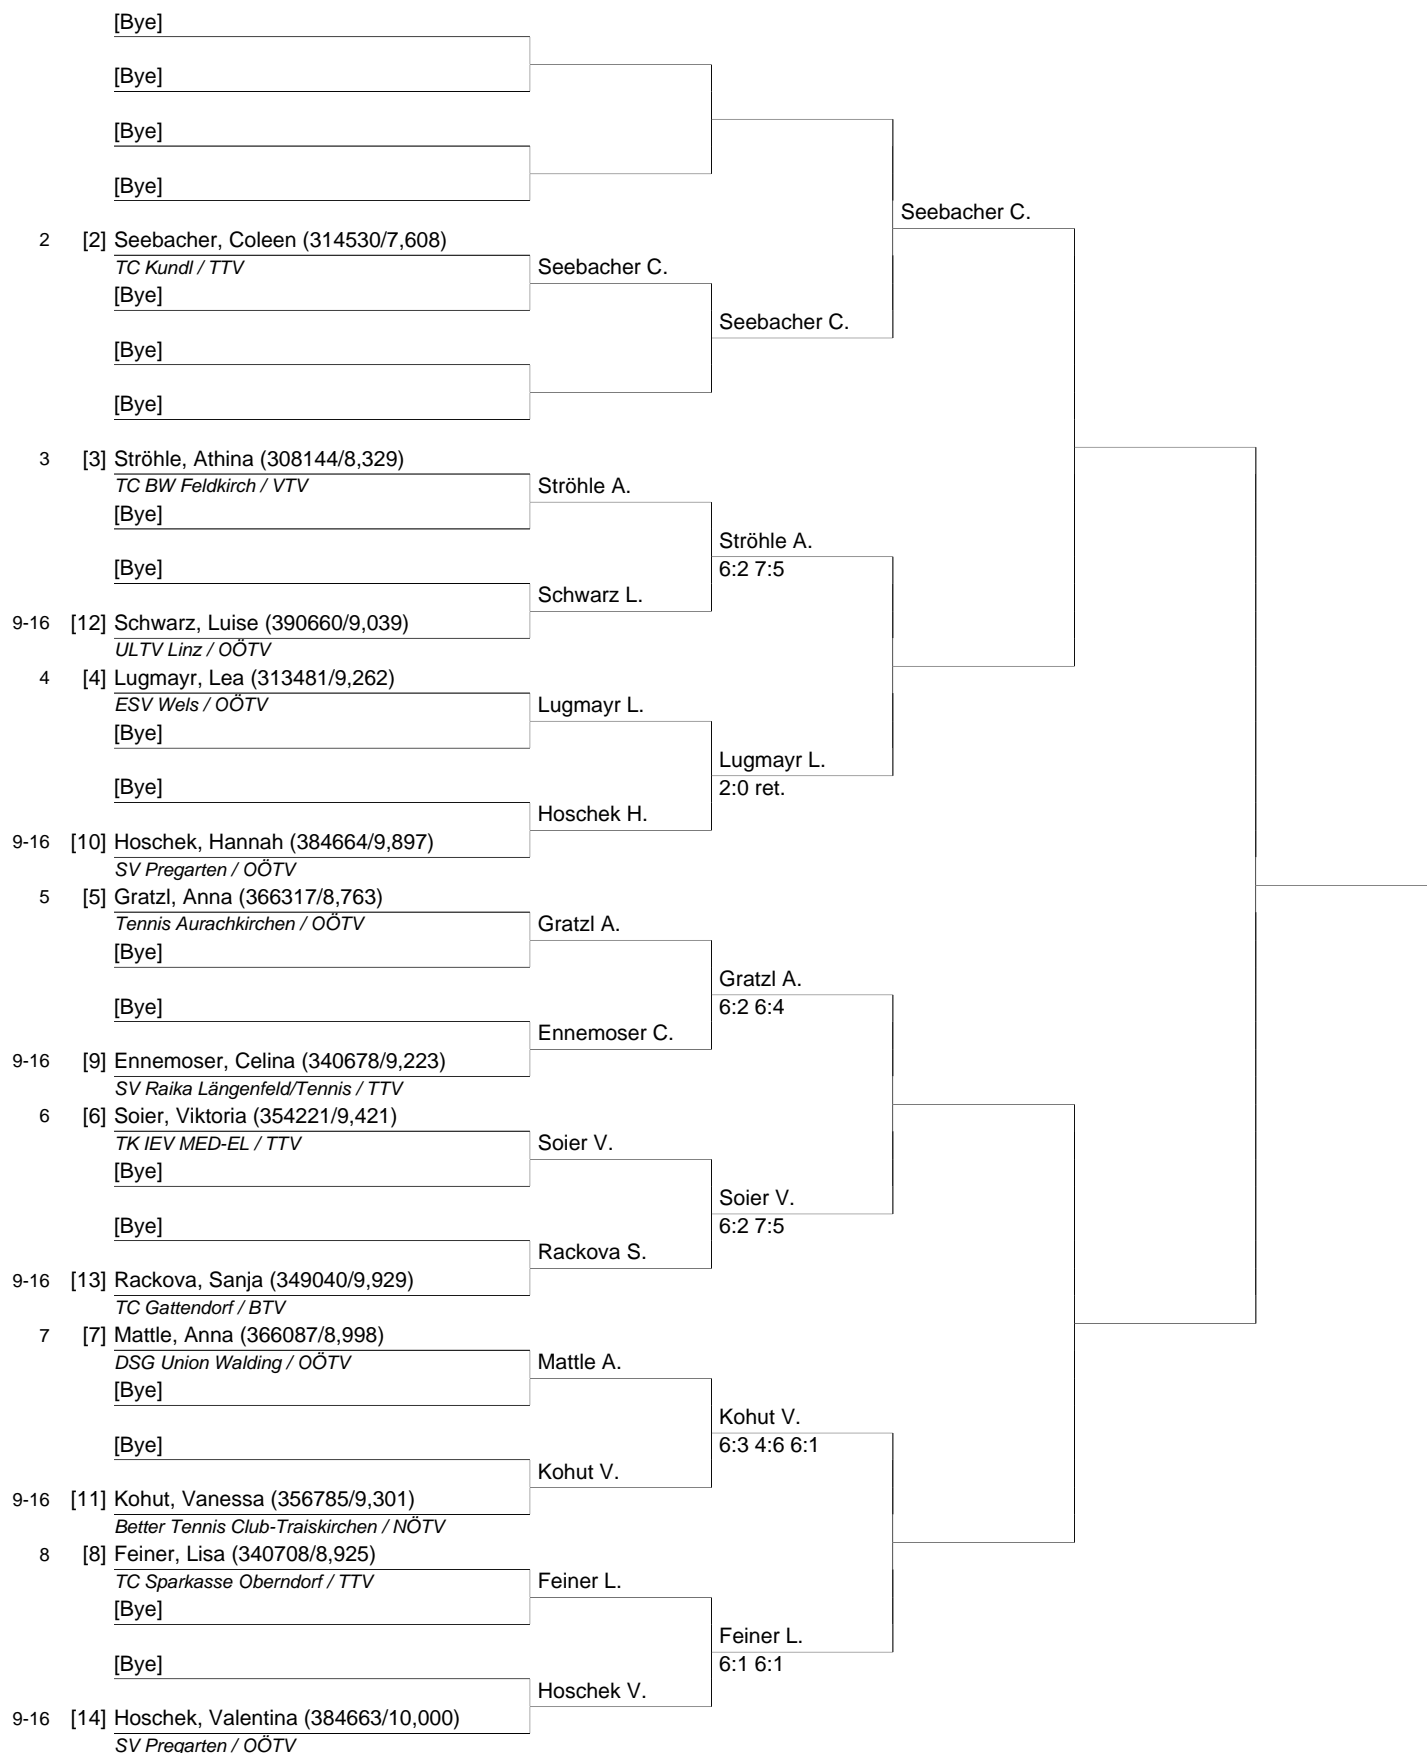 [Bye]
[Bye]
[Bye]
[Bye]
Seebacher C.
2 [2] Seebacher, Coleen (314530/7,608)
TC Kundl / TTV
Seebacher C.
[Bye]
Seebacher C.
[Bye]
[Bye]
3 [3] Ströhle, Athina (308144/8,329)
TC BW Feldkirch / VTV
Ströhle A.
[Bye]
Ströhle A.
6:2 7:5
[Bye]
Schwarz L.
9-16 [12] Schwarz, Luise (390660/9,039)
ULTV Linz / OÖTV
4 [4] Lugmayr, Lea (313481/9,262)
ESV Wels / OÖTV
Lugmayr L.
[Bye]
Lugmayr L.
2:0 ret.
[Bye]
Hoschek H.
9-16 [10] Hoschek, Hannah (384664/9,897)
SV Pregarten / OÖTV
5 [5] Gratzl, Anna (366317/8,763)
Tennis Aurachkirchen / OÖTV
Gratzl A.
[Bye]
Gratzl A.
6:2 6:4
[Bye]
Ennemoser C.
9-16 [9] Ennemoser, Celina (340678/9,223)
SV Raika Längenfeld/Tennis / TTV
6 [6] Soier, Viktoria (354221/9,421)
TK IEV MED-EL / TTV
Soier V.
[Bye]
Soier V.
6:2 7:5
[Bye]
Rackova S.
9-16 [13] Rackova, Sanja (349040/9,929)
TC Gattendorf / BTV
7 [7] Mattle, Anna (366087/8,998)
DSG Union Walding / OÖTV
Mattle A.
[Bye]
Kohut V.
6:3 4:6 6:1
[Bye]
Kohut V.
9-16 [11] Kohut, Vanessa (356785/9,301)
Better Tennis Club-Traiskirchen / NÖTV
8 [8] Feiner, Lisa (340708/8,925)
TC Sparkasse Oberndorf / TTV
Feiner L.
[Bye]
Feiner L.
6:1 6:1
[Bye]
Hoschek V.
9-16 [14] Hoschek, Valentina (384663/10,000)
SV Pregarten / OÖTV